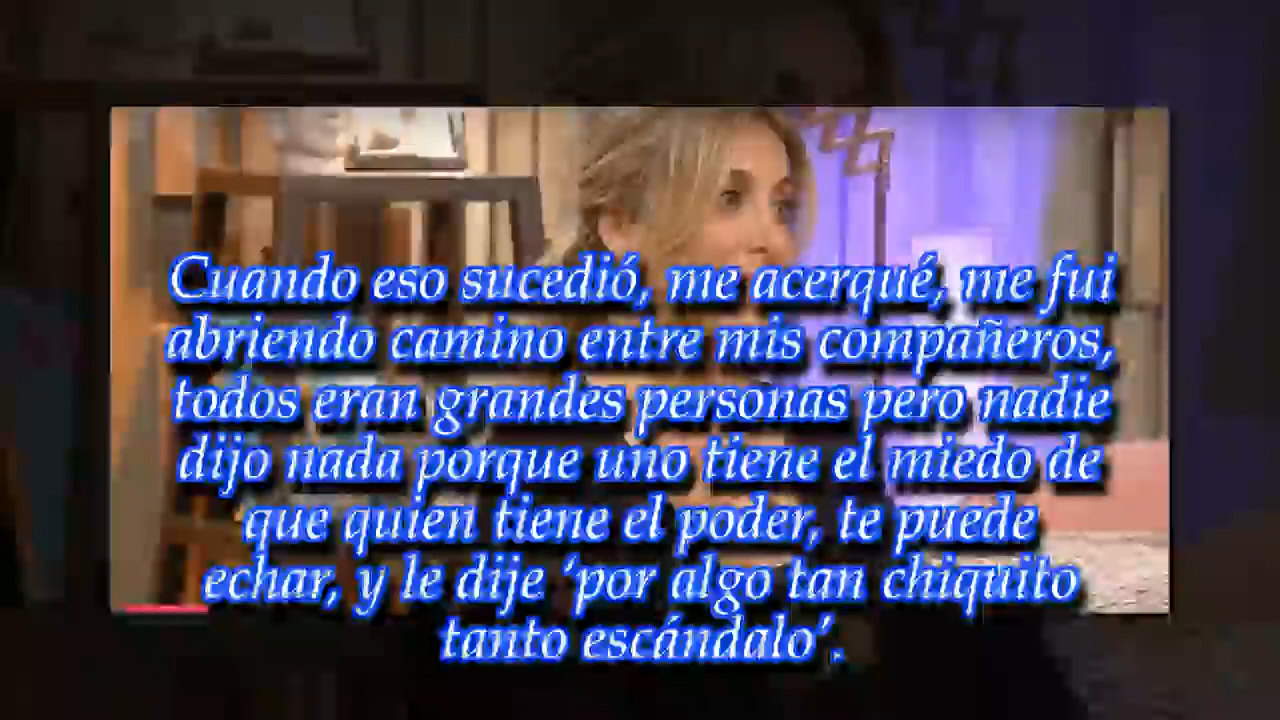 Cuando eso sucedió, me acerqué, me fui
abriendo camino entre mis compañeros,
todos eran grandes personas pero nadie
dijo nada porque uno tiene el miedo de
que quien tiene el poder, te puede
echar, y le dije ‘por algo tan chiquito
tanto escándalo’.